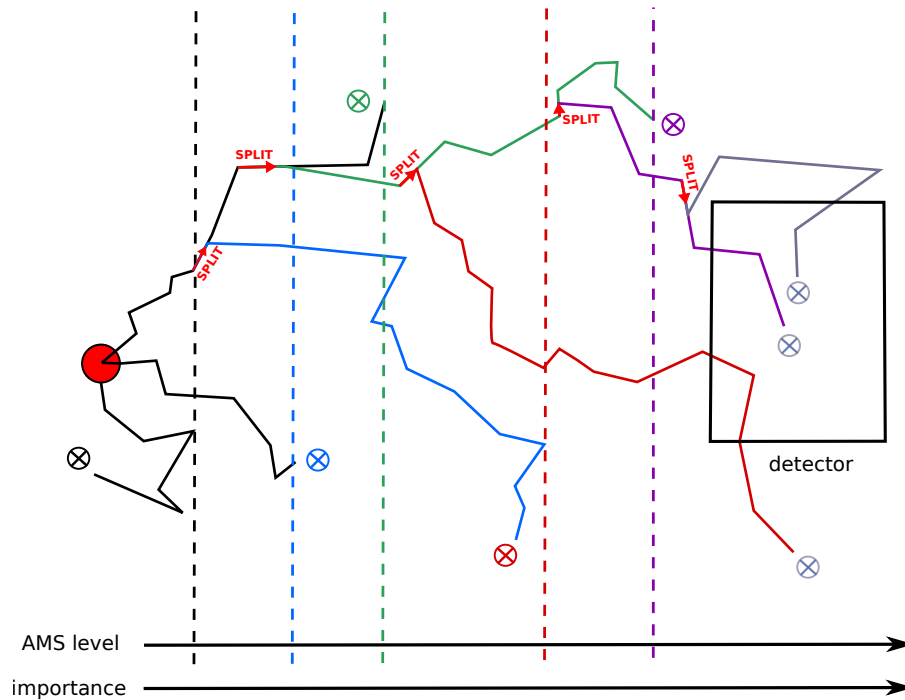 SPLIT
SPLIT
SPLIT
SPLIT
SPLIT
detector
AMS level
importance